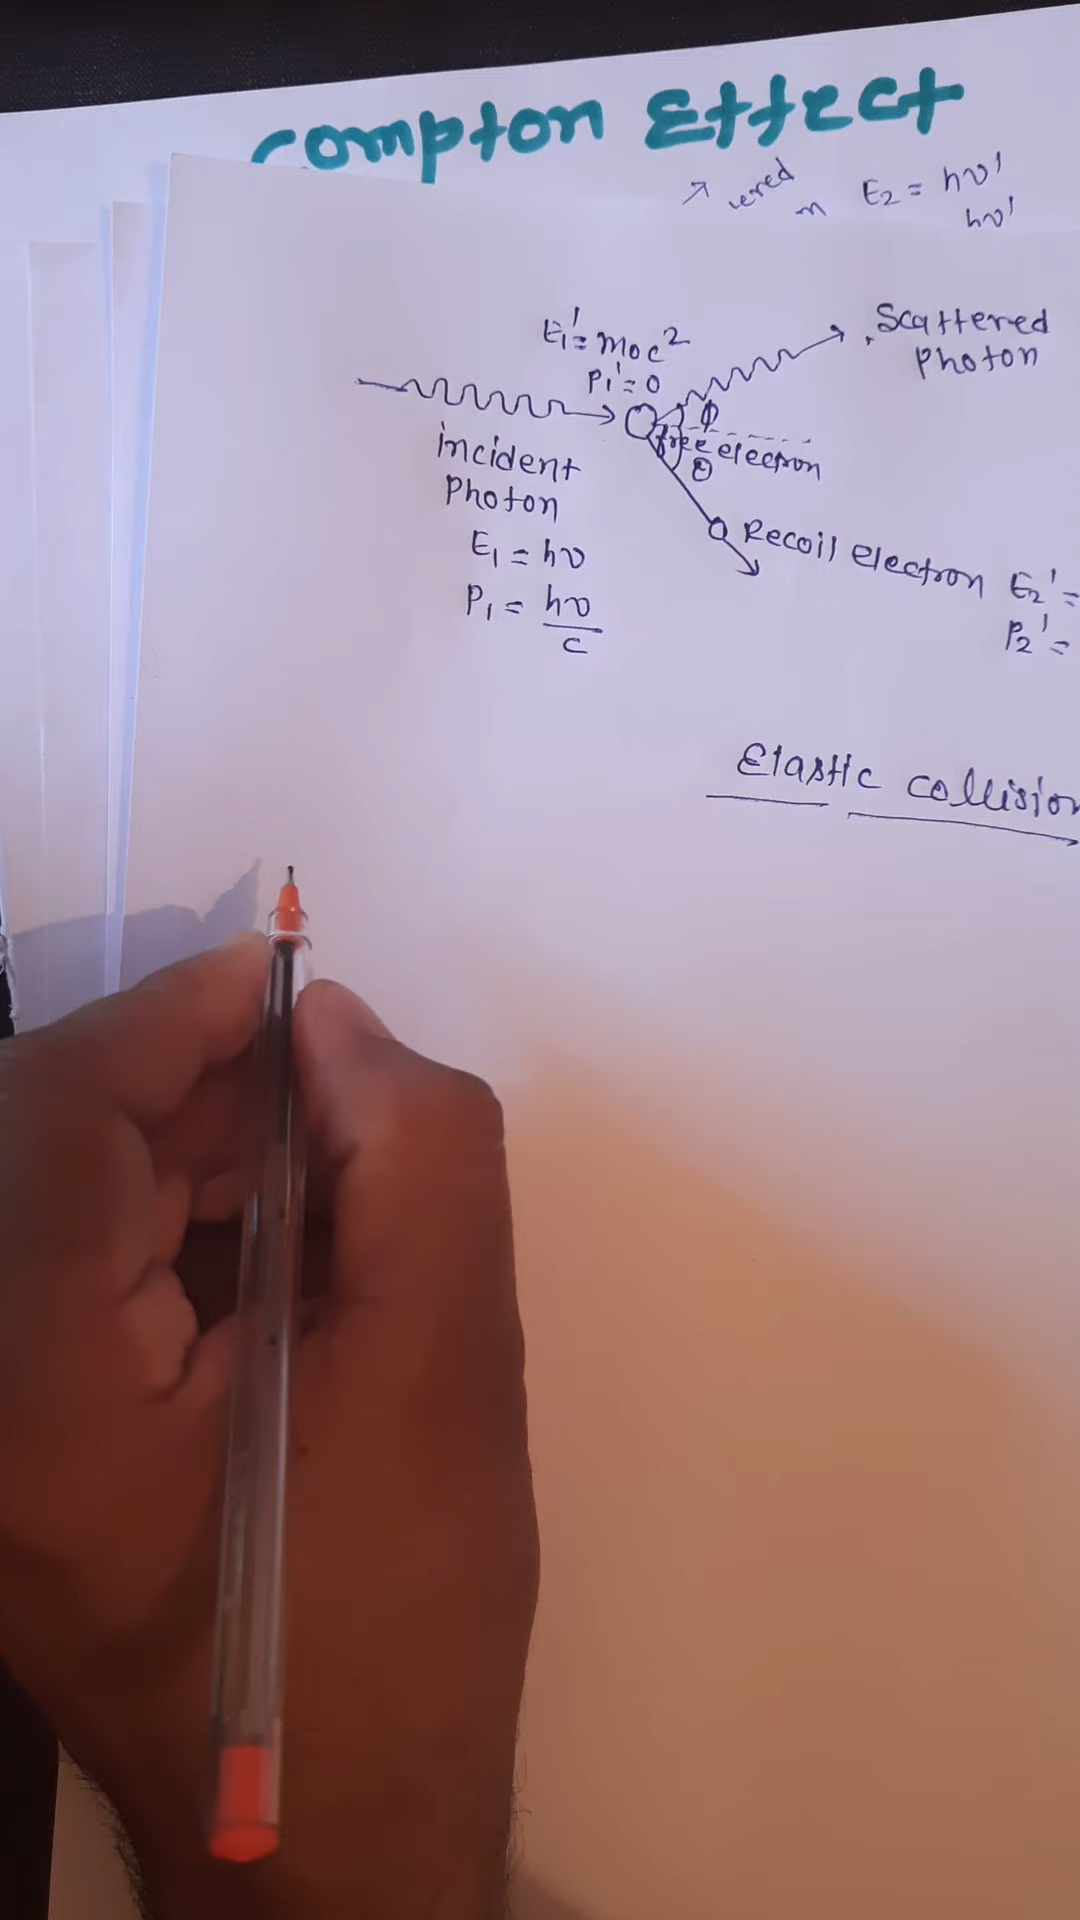 Compton Effect
ered
E₂ = hν'
hν'
E₁' = m₀c²
P₁' = 0
Scattered
Photon
φ
free electron
θ
incident
Photon
E₁ = hν
P₁ = hν
c
Recoil electron E₂' =
P₂' =
Elastic collision